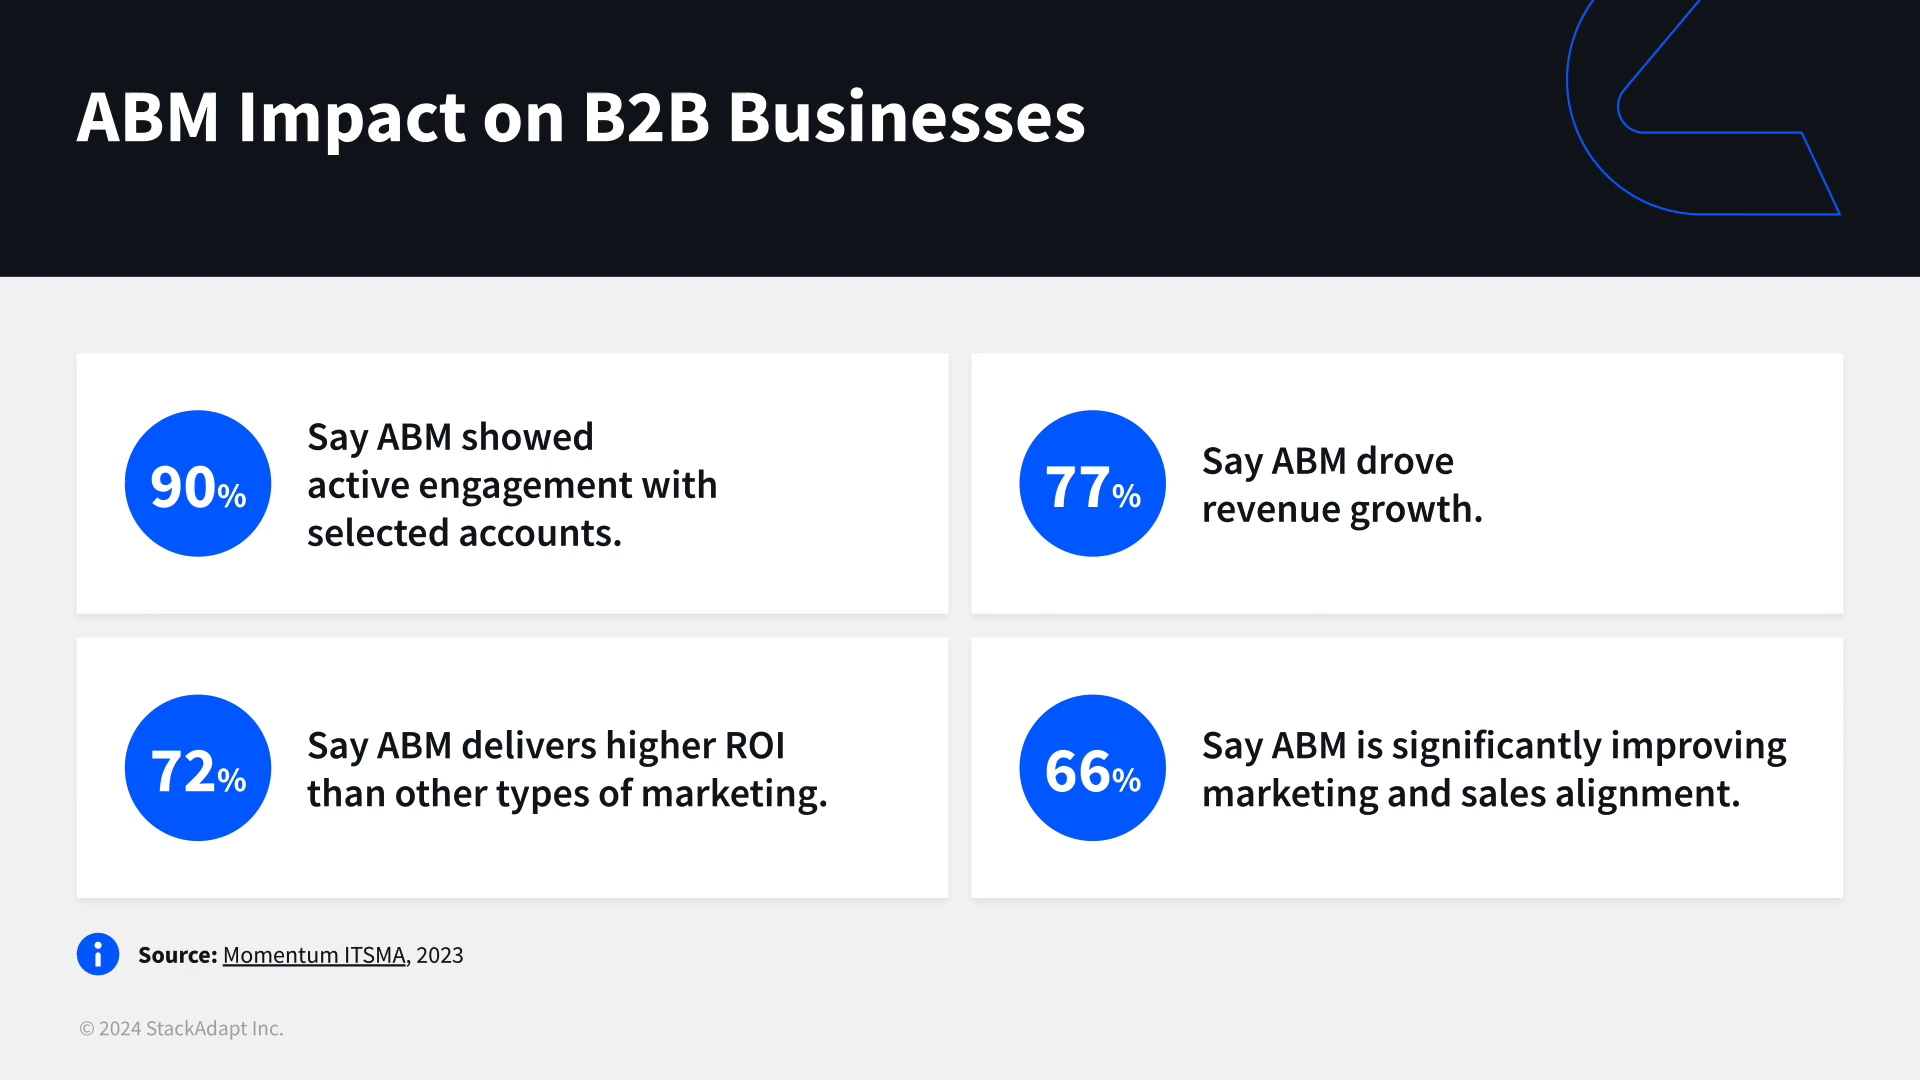 ABM Impact on B2B Businesses
90%
Say ABM showed
active engagement with
selected accounts.
77%
Say ABM drove
revenue growth.
72%
Say ABM delivers higher ROI
than other types of marketing.
66%
Say ABM is significantly improving
marketing and sales alignment.
Source: Momentum ITSMA, 2023
© 2024 StackAdapt Inc.